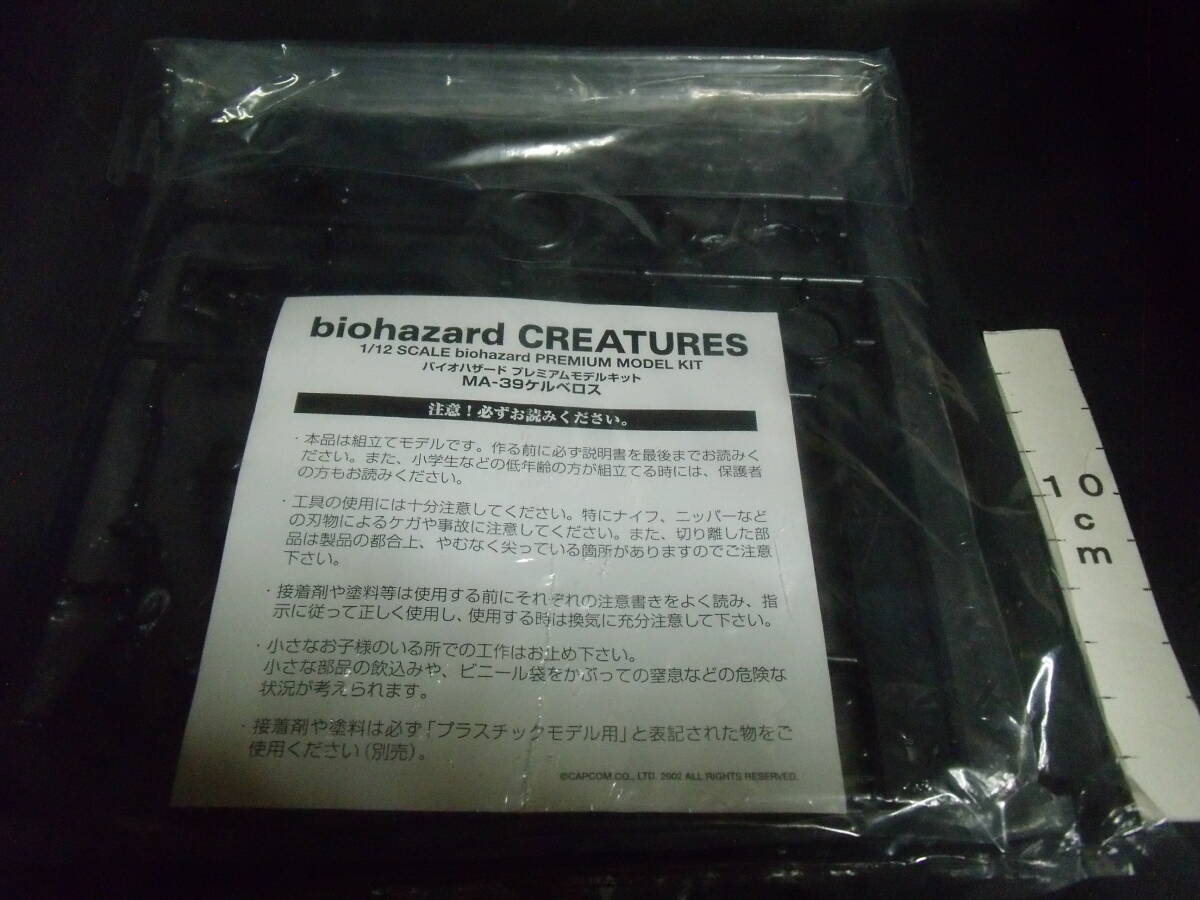 biohazard CREATURES
1/12 SCALE biohazard PREMIUM MODEL KIT
バイオハザード プレミアムモデルキット
MA-39ケルベロス
注意！必ずお読みください。
・本品は組立てモデルです。作る前に必ず説明書を最後までお読みく
ださい。また、小学生などの低年齢の方が組立てる時には、保護者
の方もお読みください。
・工具の使用には十分注意してください。特にナイフ、ニッパーなど
の刃物によるケガや事故に注意してください。また、切り離した部
品は製品の都合上、やむなく尖っている箇所がありますのでご注意
下さい。
・接着剤や塗料等は使用する前にそれぞれの注意書きをよく読み、指
示に従って正しく使用し、使用する時は換気に充分注意して下さい。
・小さなお子様のいる所での工作はお止め下さい。
小さな部品の飲込みや、ビニール袋をかぶっての窒息などの危険な
状況が考えられます。
・接着剤や塗料は必ず「プラスチックモデル用」と表記された物をご
使用ください（別売）。
©CAPCOM CO., LTD. 2002 ALL RIGHTS RESERVED.
10cm